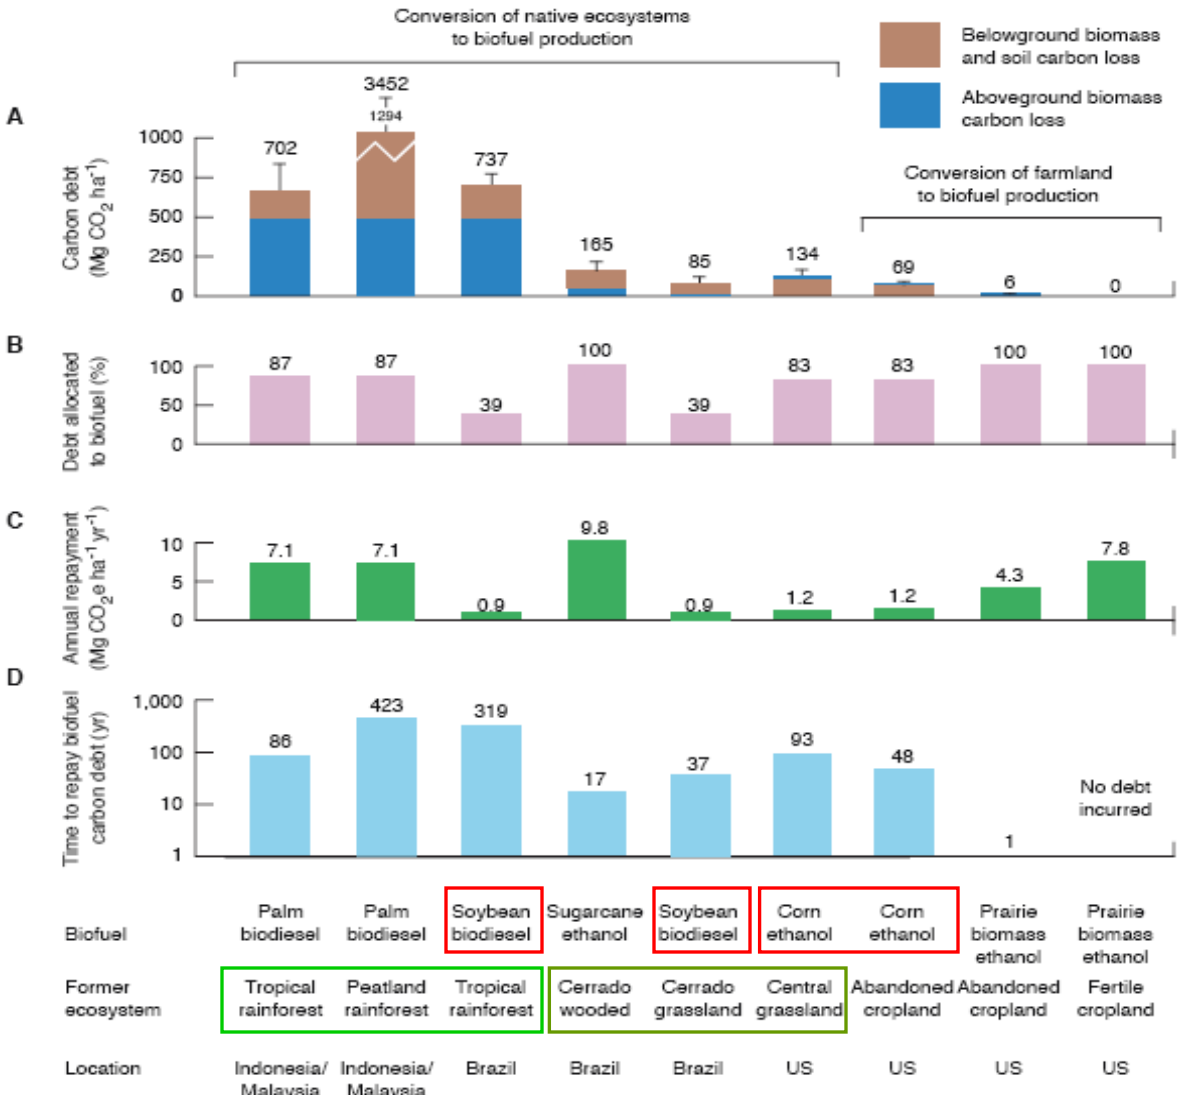 Conversion of native ecosystems
to biofuel production
Belowground biomass
and soil carbon loss
Aboveground biomass
carbon loss
Conversion of farmland
to biofuel production
A
Carbon debt
(Mg CO2 ha-1)
1000
750
500
250
0
702
3452
1294
737
165
85
134
69
6
0
B
Debt allocated
to biofuel (%)
100
50
0
87
87
39
100
39
83
83
100
100
C
Annual repayment
(Mg CO2e ha-1yr-1)
10
5
0
7.1
7.1
0.9
9.8
0.9
1.2
1.2
4.3
7.8
D
Time to repay biofuel
carbon debt (yr)
1,000
100
10
1
86
423
319
17
37
93
48
1
No debt
incurred
Biofuel
Palm
biodiesel
Palm
biodiesel
Soybean
biodiesel
Sugarcane
ethanol
Soybean
biodiesel
Corn
ethanol
Corn
ethanol
Prairie
biomass
ethanol
Prairie
biomass
ethanol
Former
ecosystem
Tropical
rainforest
Peatland
rainforest
Tropical
rainforest
Cerrado
wooded
Cerrado
grassland
Central
grassland
Abandoned
cropland
Abandoned
cropland
Fertile
cropland
Location
Indonesia/
Malaysia
Indonesia/
Malaysia
Brazil
Brazil
Brazil
US
US
US
US